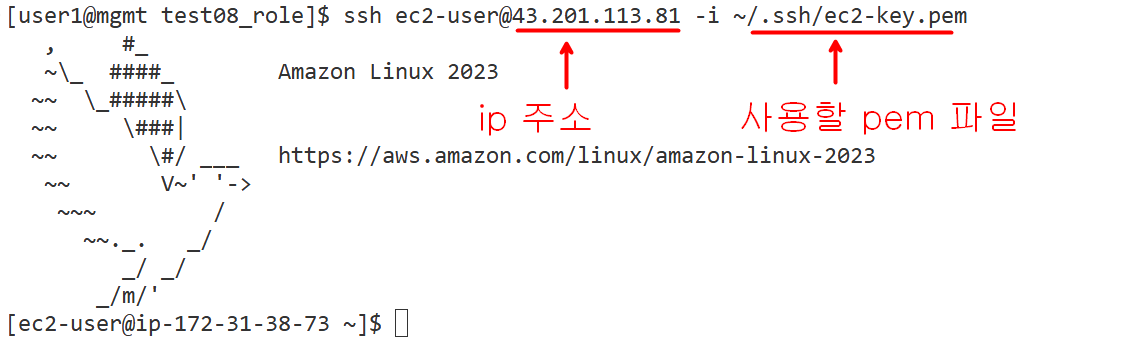 [user1@mgmt test08_role]$ ssh ec2-user@43.201.113.81 -i ~/.ssh/ec2-key.pem
   ,     #_
   ~\_  ####_        Amazon Linux 2023
  ~~  \_#####\
  ~~     \###|
ip 주소 사용할 pem 파일
  ~~       \#/ ___   https://aws.amazon.com/linux/amazon-linux-2023
   ~~       V~' '->
    ~~~         /
      ~~._.   _/
         _/ _/
       _/m/'
[ec2-user@ip-172-31-38-73 ~]$